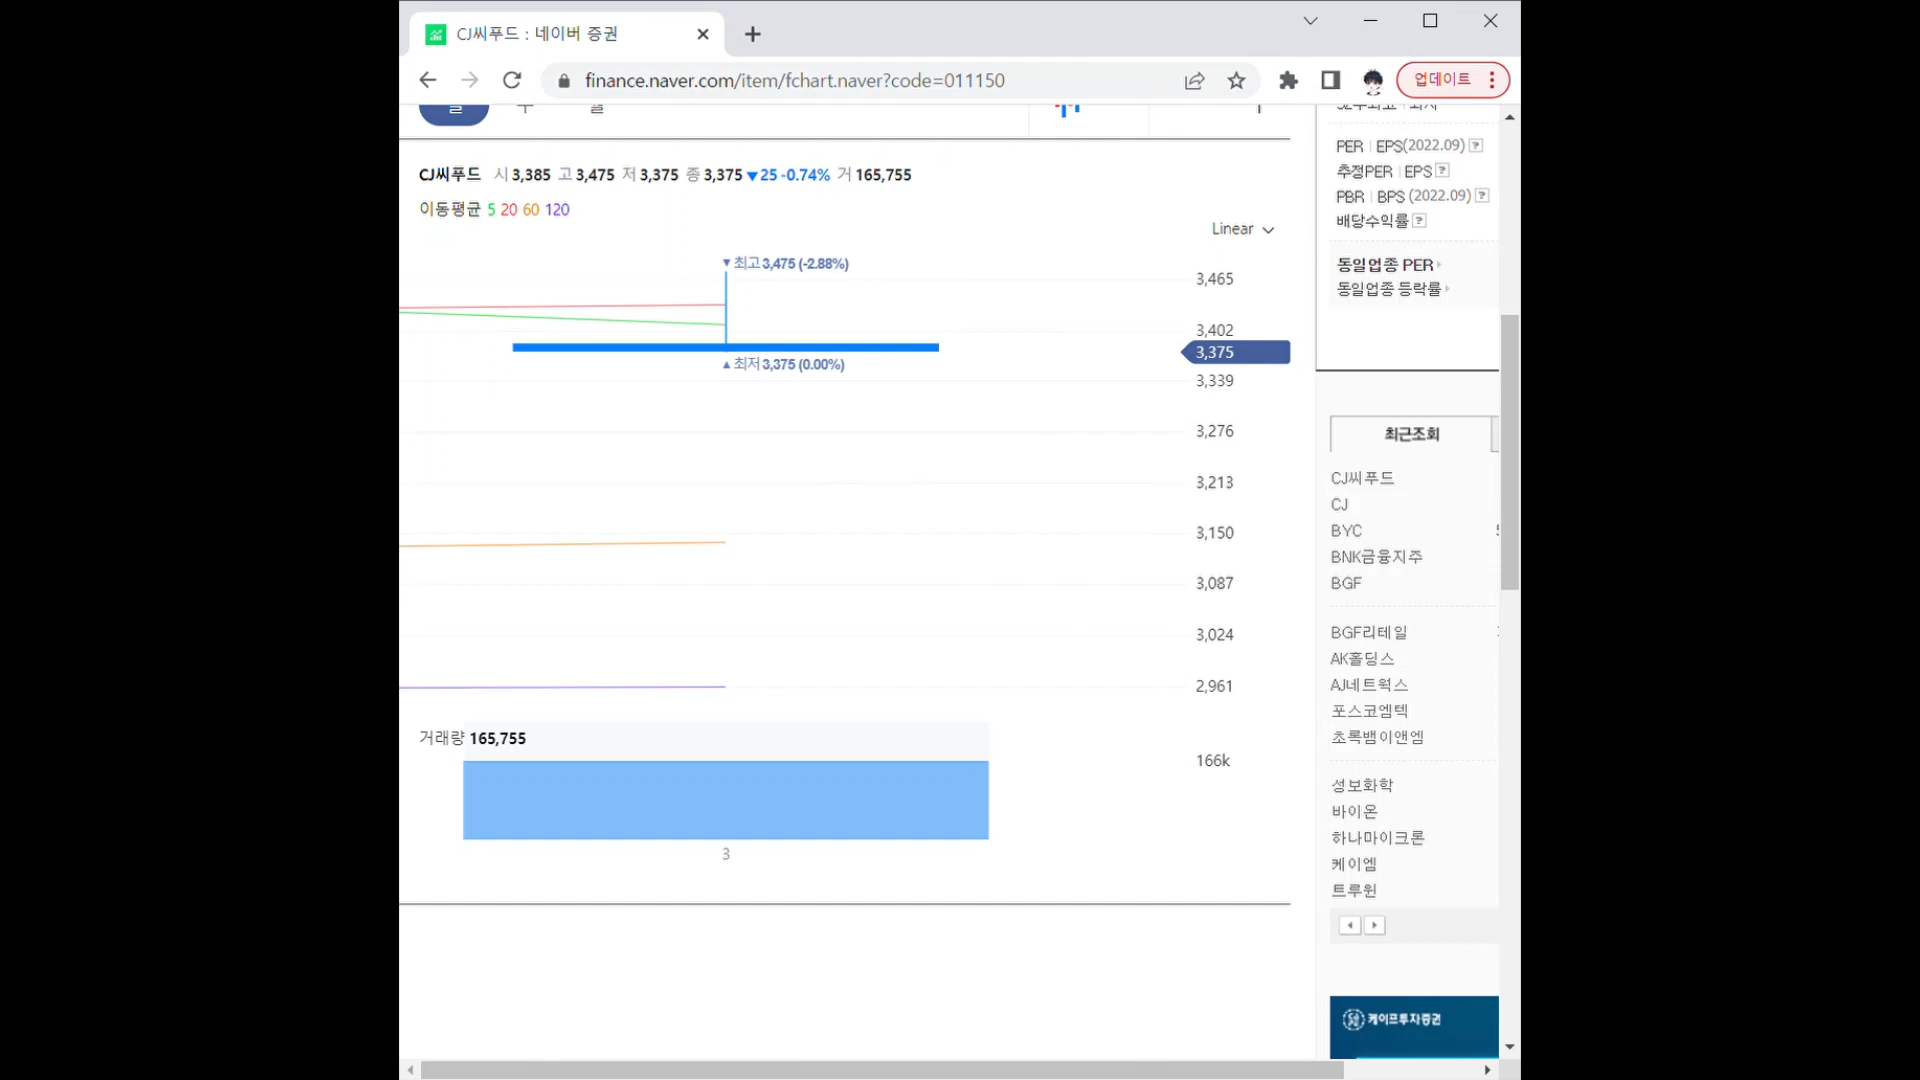 CJ씨푸드 : 네이버 증권
finance.naver.com/item/fchart.naver?code=011150
업데이트
CJ씨푸드 시 3,385 고 3,475 저 3,375 종 3,375 ▼25 -0.74% 거 165,755
이동평균 5 20 60 120
Linear
▼최고 3,475 (-2.88%)
▲최저 3,375 (0.00%)
3,465
3,402
3,375
3,339
3,276
3,213
3,150
3,087
3,024
2,961
거래량 165,755
166k
3
PER | EPS(2022.09) ?
추정PER | EPS ?
PBR | BPS (2022.09) ?
배당수익률 ?
동일업종 PER
동일업종 등락률
최근조회
CJ씨푸드
CJ
BYC
BNK금융지주
BGF
BGF리테일
AK홀딩스
AJ네트웍스
포스코엠텍
초록뱀이앤엠
성보화학
바이온
하나마이크론
케이엠
트루윈
케이프투자증권